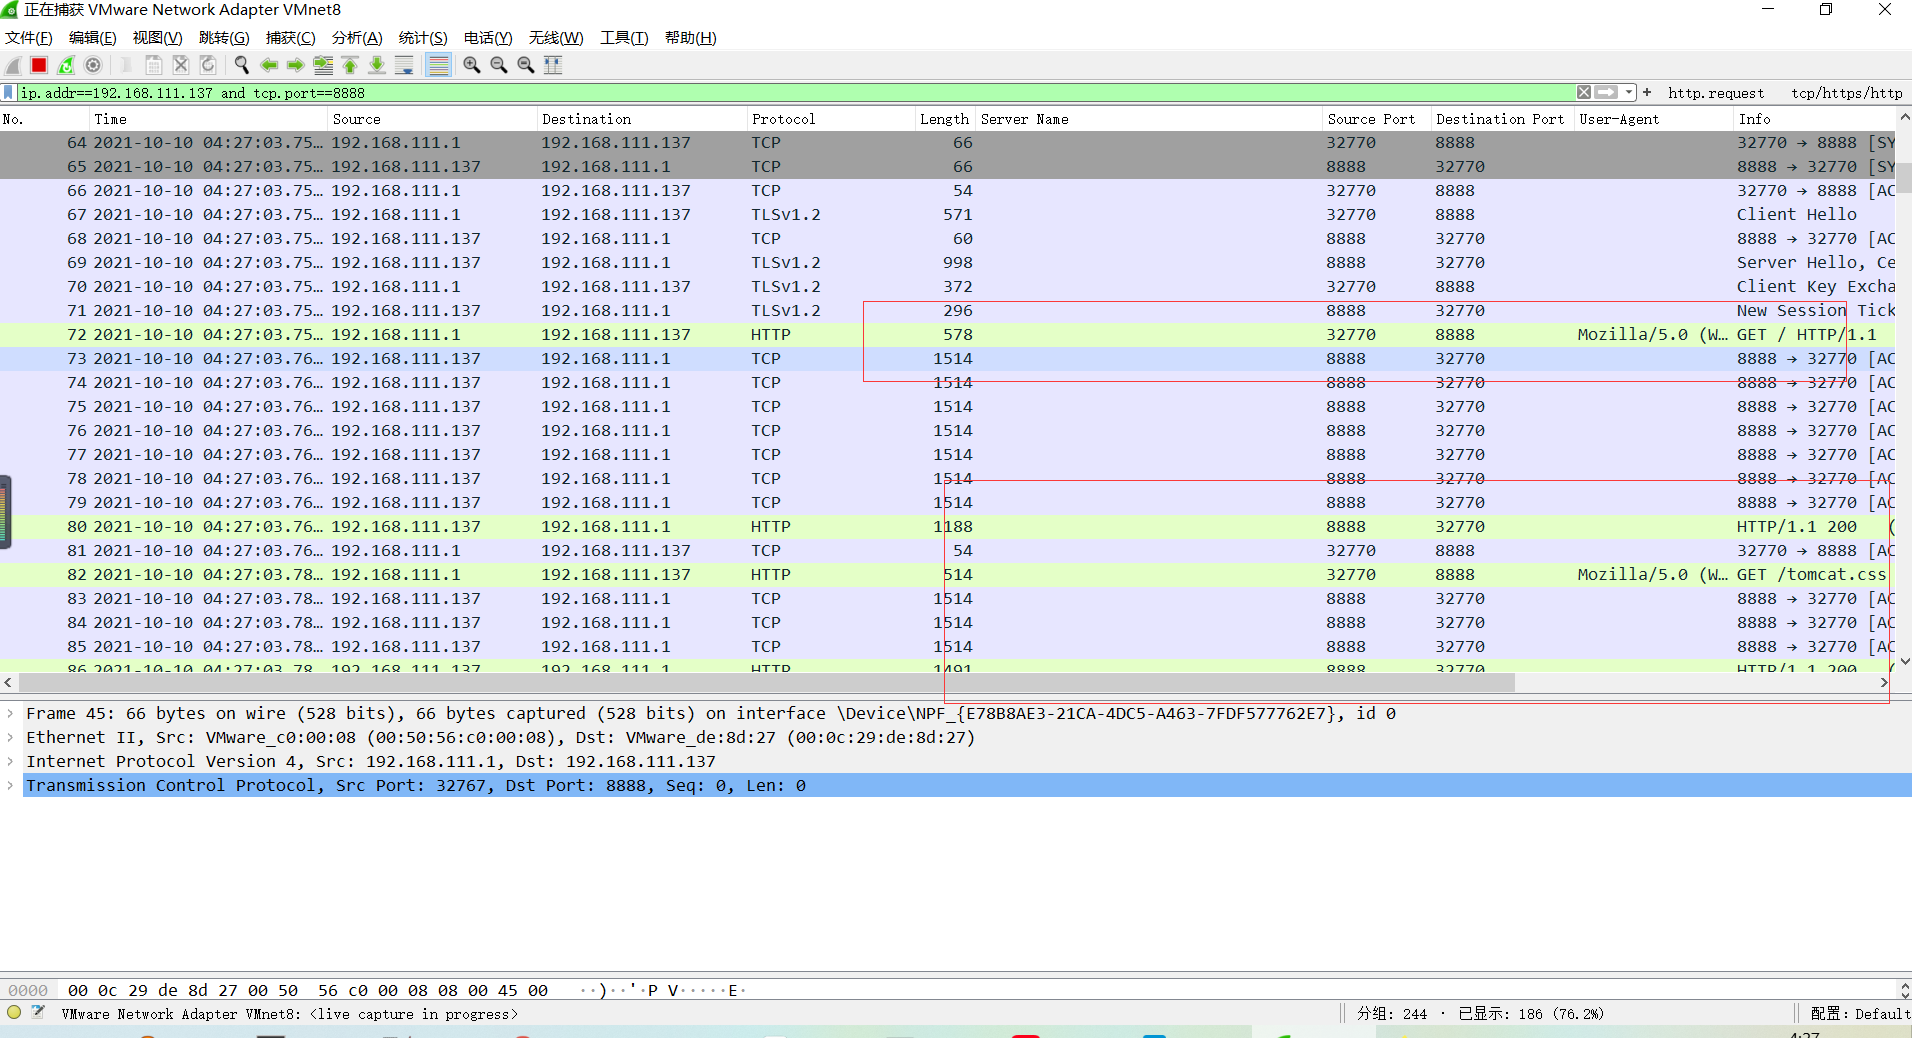 正在捕获 VMware Network Adapter VMnet8
文件(F) 编辑(E) 视图(V) 跳转(G) 捕获(C) 分析(A) 统计(S) 电话(Y) 无线(W) 工具(T) 帮助(H)
ip.addr==192.168.111.137 and tcp.port==8888 + http.request tcp/https/http
No. Time Source Destination Protocol Length Server Name Source Port Destination Port User-Agent Info
64 2021-10-10 04:27:03.75… 192.168.111.1 192.168.111.137 TCP 66 32770 8888 32770 → 8888 [SY
65 2021-10-10 04:27:03.75… 192.168.111.137 192.168.111.1 TCP 66 8888 32770 8888 → 32770 [SY
66 2021-10-10 04:27:03.75… 192.168.111.1 192.168.111.137 TCP 54 32770 8888 32770 → 8888 [AC
67 2021-10-10 04:27:03.75… 192.168.111.1 192.168.111.137 TLSv1.2 571 32770 8888 Client Hello
68 2021-10-10 04:27:03.75… 192.168.111.137 192.168.111.1 TCP 60 8888 32770 8888 → 32770 [AC
69 2021-10-10 04:27:03.75… 192.168.111.137 192.168.111.1 TLSv1.2 998 8888 32770 Server Hello, Ce
70 2021-10-10 04:27:03.75… 192.168.111.1 192.168.111.137 TLSv1.2 372 32770 8888 Client Key Excha
71 2021-10-10 04:27:03.75… 192.168.111.137 192.168.111.1 TLSv1.2 296 8888 32770 New Session Tick
72 2021-10-10 04:27:03.75… 192.168.111.1 192.168.111.137 HTTP 578 32770 8888 Mozilla/5.0 (W… GET / HTTP/1.1
73 2021-10-10 04:27:03.76… 192.168.111.137 192.168.111.1 TCP 1514 8888 32770 8888 → 32770 [AC
74 2021-10-10 04:27:03.76… 192.168.111.137 192.168.111.1 TCP 1514 8888 32770 8888 → 32770 [AC
75 2021-10-10 04:27:03.76… 192.168.111.137 192.168.111.1 TCP 1514 8888 32770 8888 → 32770 [AC
76 2021-10-10 04:27:03.76… 192.168.111.137 192.168.111.1 TCP 1514 8888 32770 8888 → 32770 [AC
77 2021-10-10 04:27:03.76… 192.168.111.137 192.168.111.1 TCP 1514 8888 32770 8888 → 32770 [AC
78 2021-10-10 04:27:03.76… 192.168.111.137 192.168.111.1 TCP 1514 8888 32770 8888 → 32770 [AC
79 2021-10-10 04:27:03.76… 192.168.111.137 192.168.111.1 TCP 1514 8888 32770 8888 → 32770 [AC
80 2021-10-10 04:27:03.76… 192.168.111.137 192.168.111.1 HTTP 1188 8888 32770 HTTP/1.1 200 (
81 2021-10-10 04:27:03.76… 192.168.111.1 192.168.111.137 TCP 54 32770 8888 32770 → 8888 [AC
82 2021-10-10 04:27:03.78… 192.168.111.1 192.168.111.137 HTTP 514 32770 8888 Mozilla/5.0 (W… GET /tomcat.css
83 2021-10-10 04:27:03.78… 192.168.111.137 192.168.111.1 TCP 1514 8888 32770 8888 → 32770 [AC
84 2021-10-10 04:27:03.78… 192.168.111.137 192.168.111.1 TCP 1514 8888 32770 8888 → 32770 [AC
85 2021-10-10 04:27:03.78… 192.168.111.137 192.168.111.1 TCP 1514 8888 32770 8888 → 32770 [AC
86 2021-10-10 04:27:03.78… 192.168.111.137 192.168.111.1 HTTP 1491 8888 32770 HTTP/1.1 200 (
Frame 45: 66 bytes on wire (528 bits), 66 bytes captured (528 bits) on interface \Device\NPF_{E78B8AE3-21CA-4DC5-A463-7FDF577762E7}, id 0
Ethernet II, Src: VMware_c0:00:08 (00:50:56:c0:00:08), Dst: VMware_de:8d:27 (00:0c:29:de:8d:27)
Internet Protocol Version 4, Src: 192.168.111.1, Dst: 192.168.111.137
Transmission Control Protocol, Src Port: 32767, Dst Port: 8888, Seq: 0, Len: 0
0000 00 0c 29 de 8d 27 00 50 56 c0 00 08 08 00 45 00 ··)··'·P V·····E·
VMware Network Adapter VMnet8: <live capture in progress> 分组: 244 · 已显示: 186 (76.2%) 配置: Default
4:27